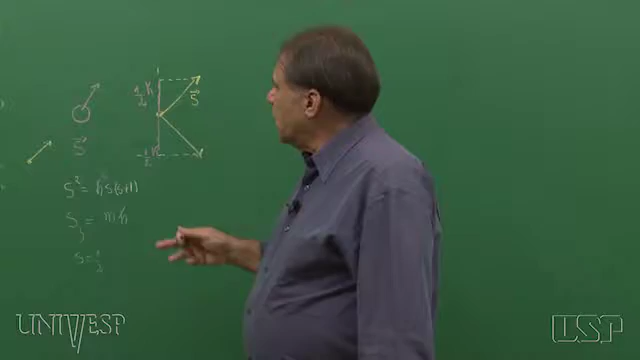 ½ħ
S⃗
S⃗
-½ħ
S² = ħ²s(s+1)
S_z = mħ
s = ½
UNIVESP
USP